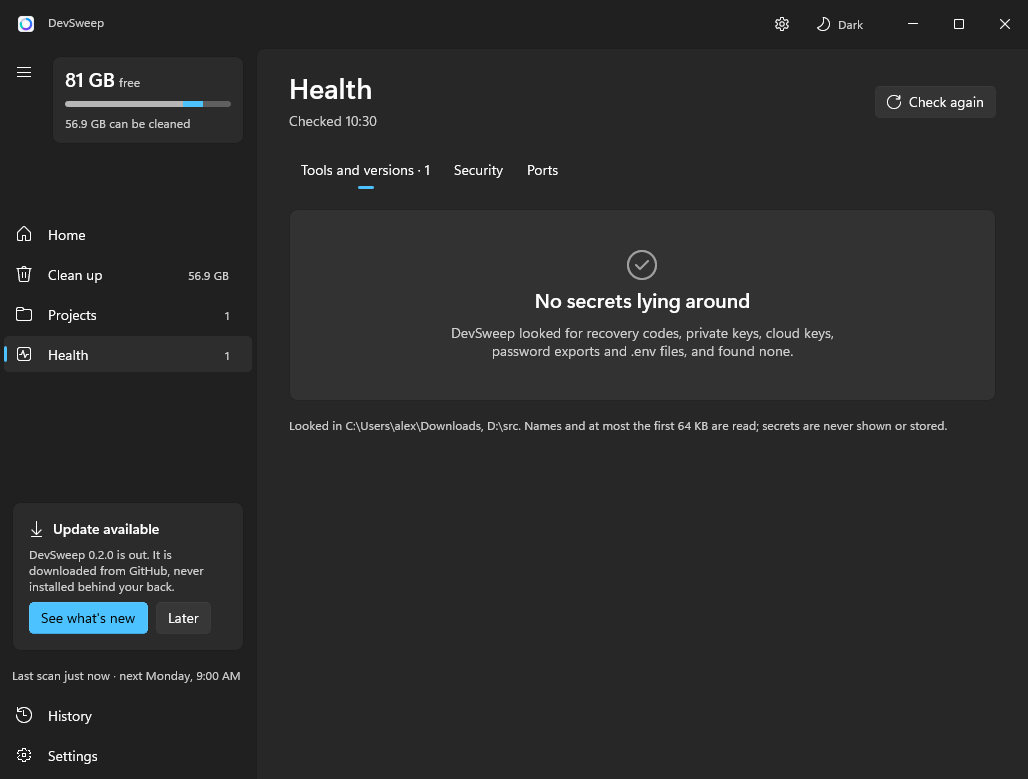 DevSweep
Dark
81 GB free
56.9 GB can be cleaned
Home
Clean up 56.9 GB
Projects 1
Health 1
Update available
DevSweep 0.2.0 is out. It is
downloaded from GitHub, never
installed behind your back.
See what's new Later
Last scan just now · next Monday, 9:00 AM
History
Settings
Health
Checked 10:30
Check again
Tools and versions · 1 Security Ports
No secrets lying around
DevSweep looked for recovery codes, private keys, cloud keys,
password exports and .env files, and found none.
Looked in C:\Users\alex\Downloads, D:\src. Names and at most the first 64 KB are read; secrets are never shown or stored.